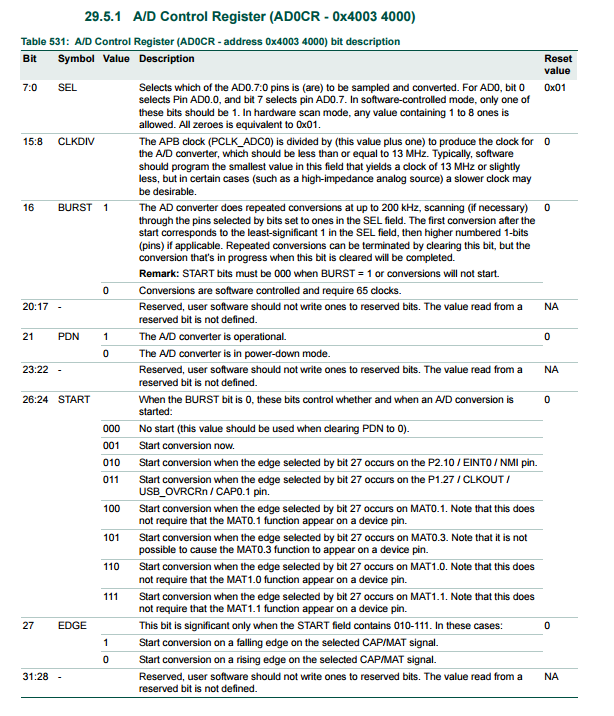 29.5.1 A/D Control Register (AD0CR - 0x4003 4000)
Table 531: A/D Control Register (AD0CR - address 0x4003 4000) bit description
Bit Symbol Value Description Reset
value
7:0 SEL Selects which of the AD0.7:0 pins is (are) to be sampled and converted. For AD0, bit 0 0x01
selects Pin AD0.0, and bit 7 selects pin AD0.7. In software-controlled mode, only one of
these bits should be 1. In hardware scan mode, any value containing 1 to 8 ones is
allowed. All zeroes is equivalent to 0x01.
15:8 CLKDIV The APB clock (PCLK_ADC0) is divided by (this value plus one) to produce the clock for 0
the A/D converter, which should be less than or equal to 13 MHz. Typically, software
should program the smallest value in this field that yields a clock of 13 MHz or slightly
less, but in certain cases (such as a high-impedance analog source) a slower clock may
be desirable.
16 BURST 1 The AD converter does repeated conversions at up to 200 kHz, scanning (if necessary) 0
through the pins selected by bits set to ones in the SEL field. The first conversion after the
start corresponds to the least-significant 1 in the SEL field, then higher numbered 1-bits
(pins) if applicable. Repeated conversions can be terminated by clearing this bit, but the
conversion that's in progress when this bit is cleared will be completed.
Remark: START bits must be 000 when BURST = 1 or conversions will not start.
0 Conversions are software controlled and require 65 clocks.
20:17 - Reserved, user software should not write ones to reserved bits. The value read from a NA
reserved bit is not defined.
21 PDN 1 The A/D converter is operational. 0
0 The A/D converter is in power-down mode.
23:22 - Reserved, user software should not write ones to reserved bits. The value read from a NA
reserved bit is not defined.
26:24 START When the BURST bit is 0, these bits control whether and when an A/D conversion is 0
started:
000 No start (this value should be used when clearing PDN to 0).
001 Start conversion now.
010 Start conversion when the edge selected by bit 27 occurs on the P2.10 / EINT0 / NMI pin.
011 Start conversion when the edge selected by bit 27 occurs on the P1.27 / CLKOUT /
USB_OVRCRn / CAP0.1 pin.
100 Start conversion when the edge selected by bit 27 occurs on MAT0.1. Note that this does
not require that the MAT0.1 function appear on a device pin.
101 Start conversion when the edge selected by bit 27 occurs on MAT0.3. Note that it is not
possible to cause the MAT0.3 function to appear on a device pin.
110 Start conversion when the edge selected by bit 27 occurs on MAT1.0. Note that this does
not require that the MAT1.0 function appear on a device pin.
111 Start conversion when the edge selected by bit 27 occurs on MAT1.1. Note that this does
not require that the MAT1.1 function appear on a device pin.
27 EDGE This bit is significant only when the START field contains 010-111. In these cases: 0
1 Start conversion on a falling edge on the selected CAP/MAT signal.
0 Start conversion on a rising edge on the selected CAP/MAT signal.
31:28 - Reserved, user software should not write ones to reserved bits. The value read from a NA
reserved bit is not defined.